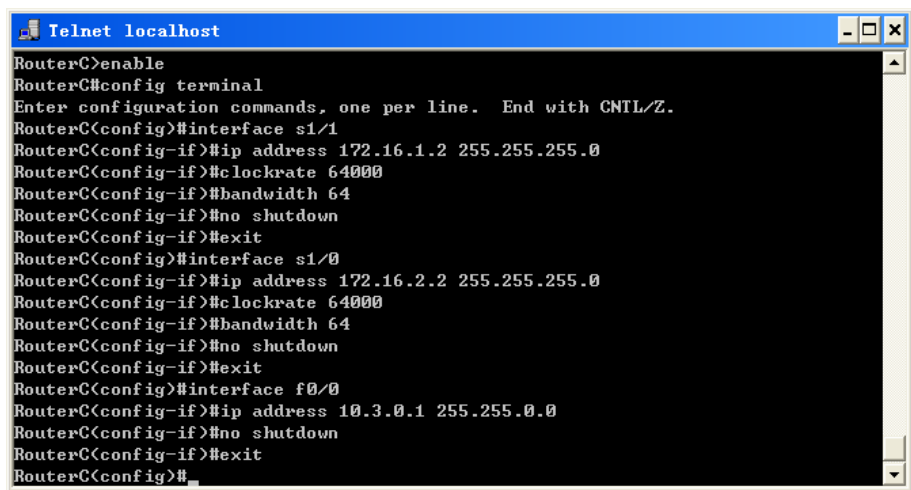 Telnet localhost
RouterC>enable
RouterC#config terminal
Enter configuration commands, one per line.  End with CNTL/Z.
RouterC(config)#interface s1/1
RouterC(config-if)#ip address 172.16.1.2 255.255.255.0
RouterC(config-if)#clockrate 64000
RouterC(config-if)#bandwidth 64
RouterC(config-if)#no shutdown
RouterC(config-if)#exit
RouterC(config)#interface s1/0
RouterC(config-if)#ip address 172.16.2.2 255.255.255.0
RouterC(config-if)#clockrate 64000
RouterC(config-if)#bandwidth 64
RouterC(config-if)#no shutdown
RouterC(config-if)#exit
RouterC(config)#interface f0/0
RouterC(config-if)#ip address 10.3.0.1 255.255.0.0
RouterC(config-if)#no shutdown
RouterC(config-if)#exit
RouterC(config)#_